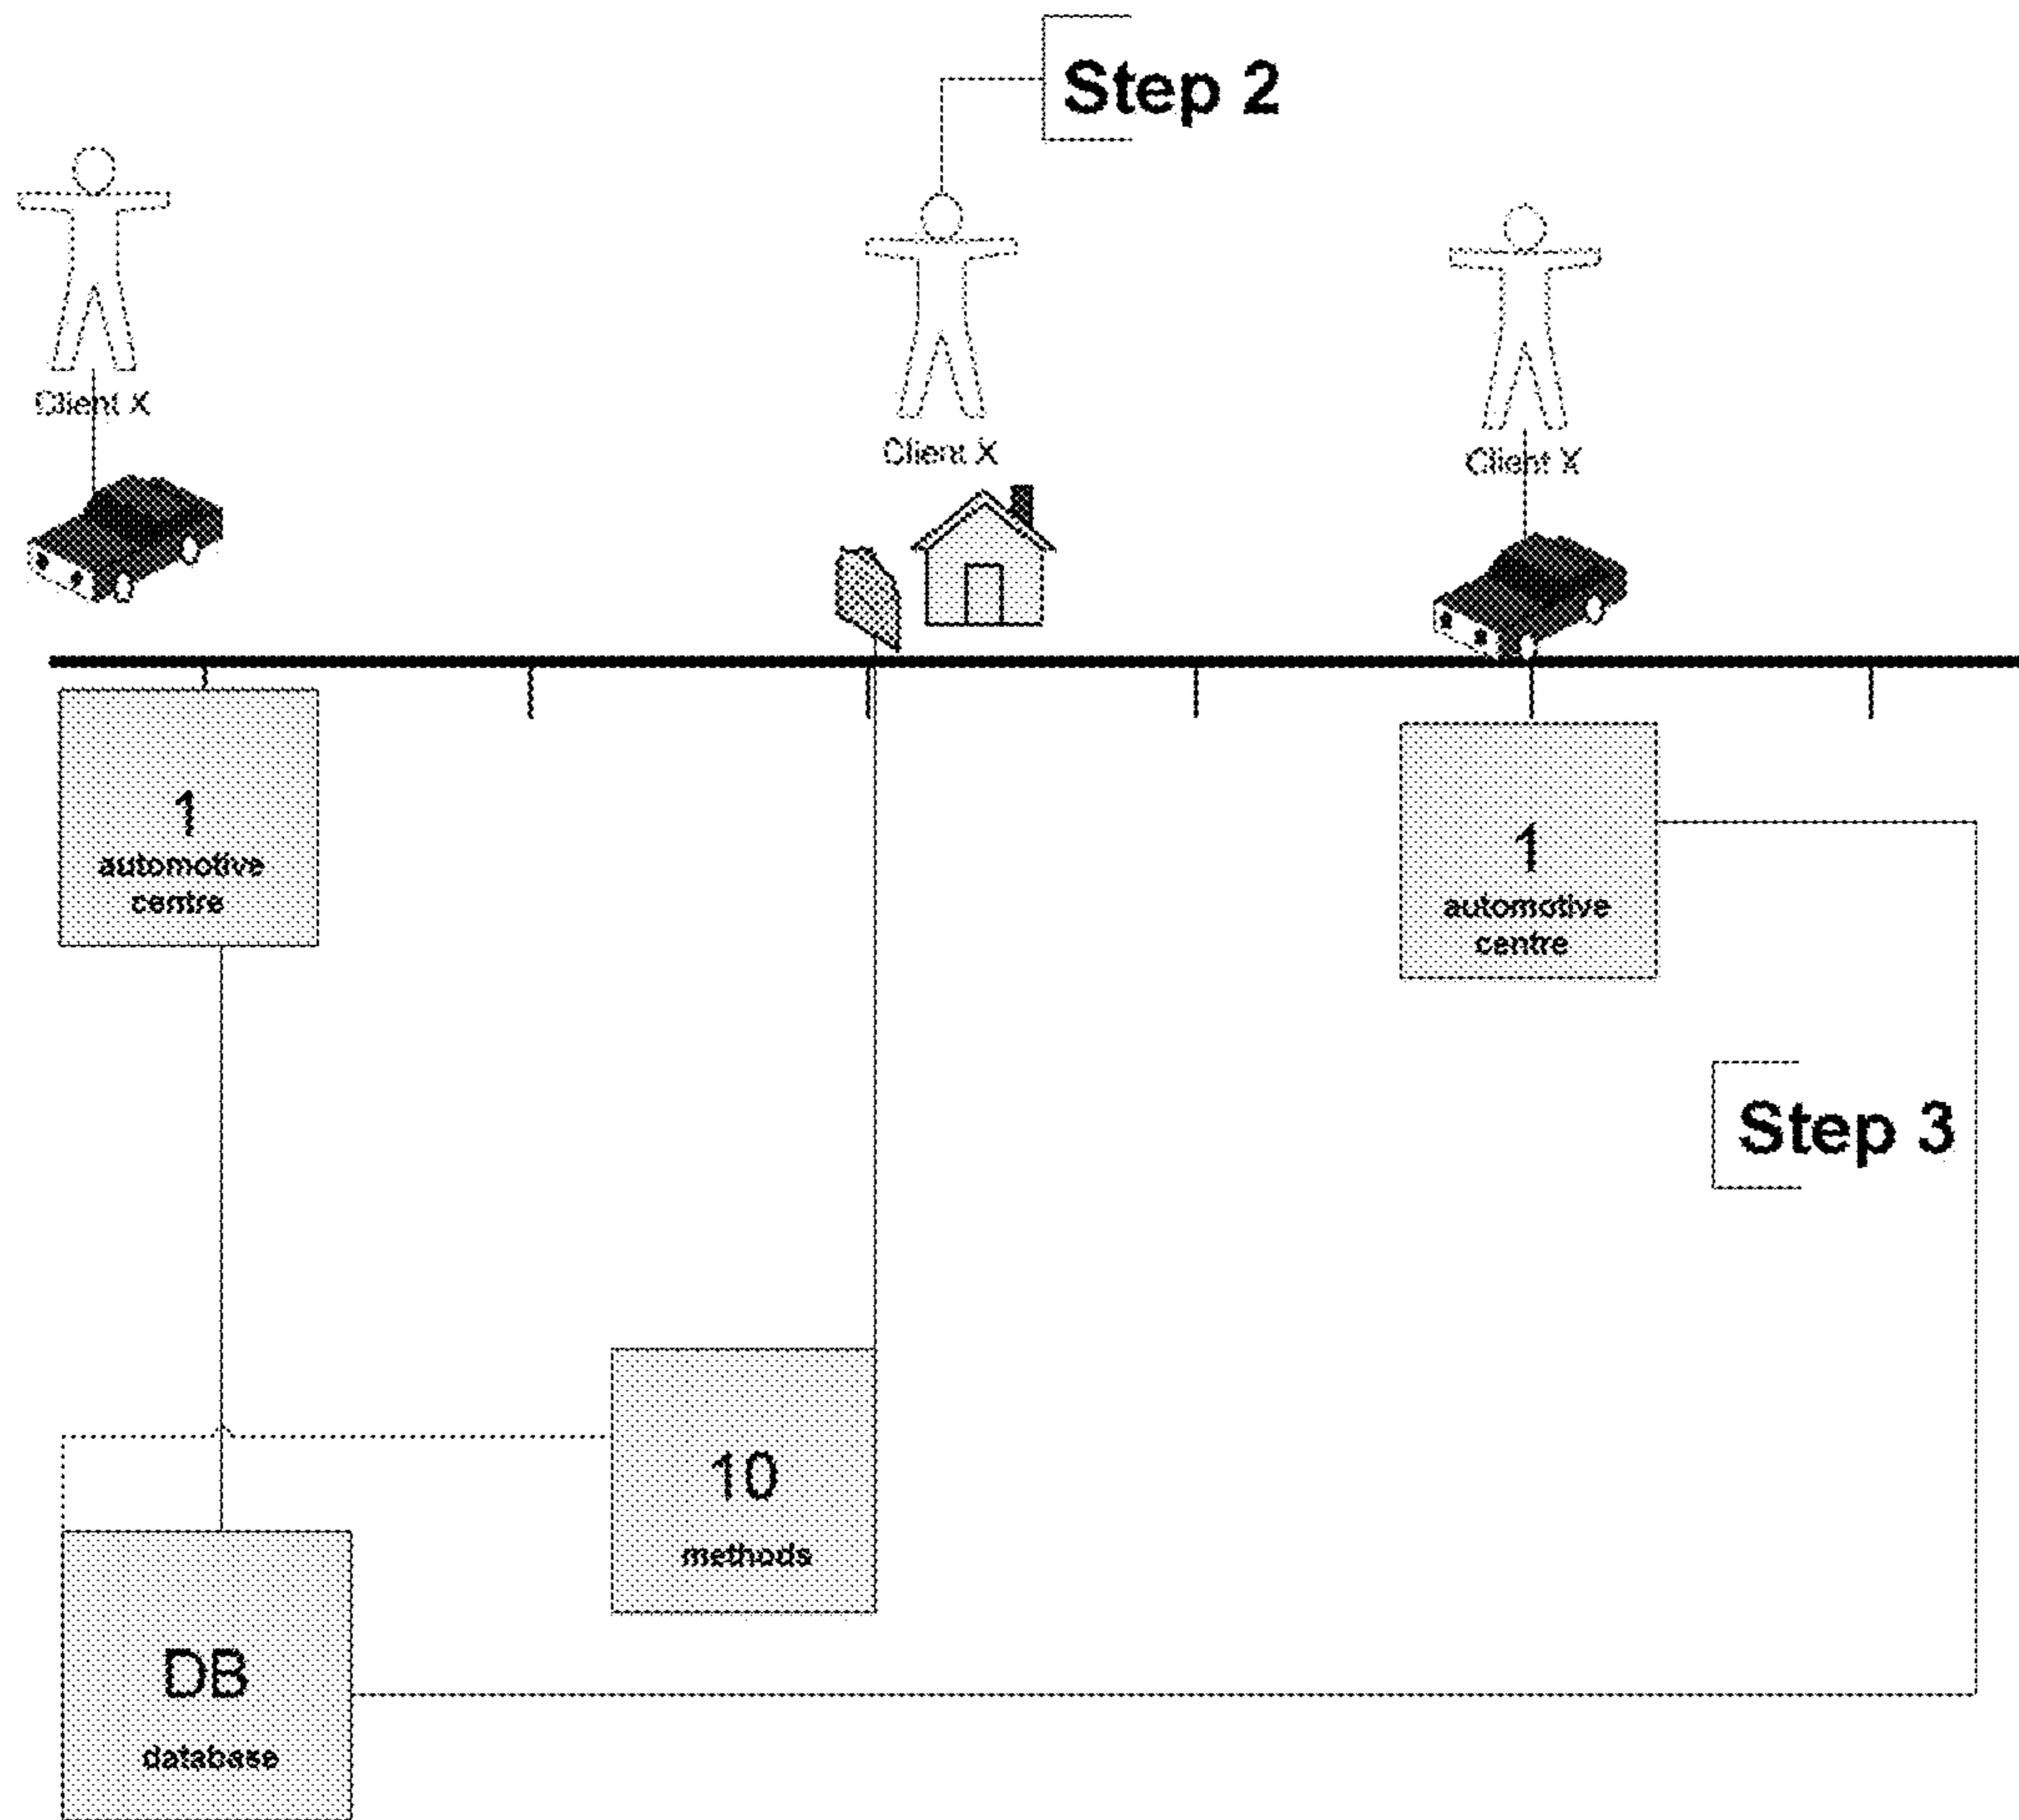 Step 2
Client X
Client X
Client X
1
automotive
centre
1
automotive
centre
Step 3
10
methods
DB
database